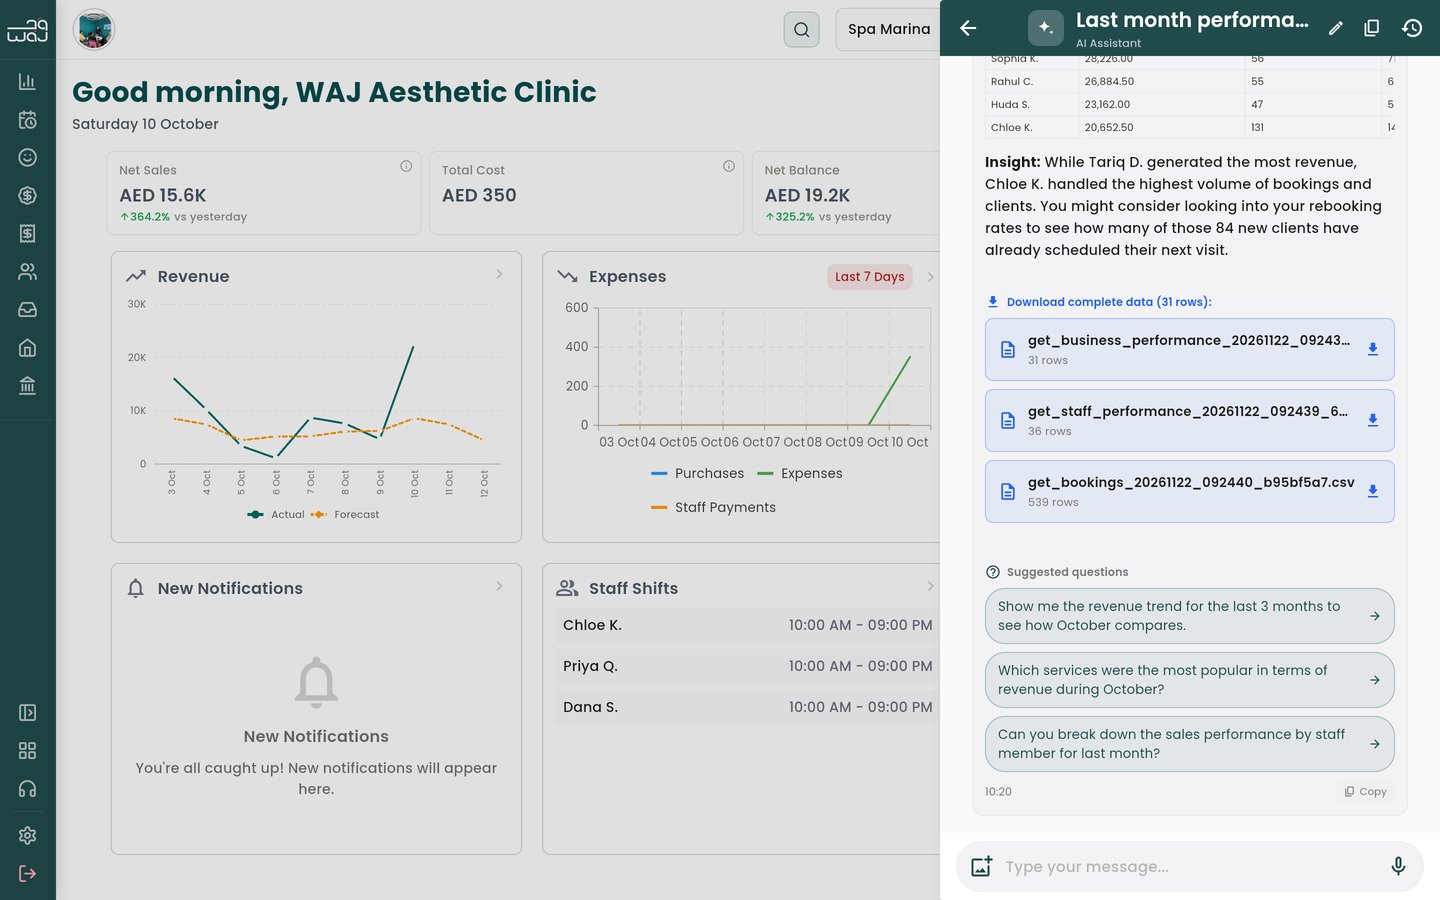 waj
Spa Marina
Good morning, WAJ Aesthetic Clinic
Saturday 10 October
Net Sales
AED 15.6K
↑364.2% vs yesterday
Total Cost
AED 350
Net Balance
AED 19.2K
↑325.2% vs yesterday
Revenue
30K
20K
10K
0
3 Oct 4 Oct 5 Oct 6 Oct 7 Oct 8 Oct 9 Oct 10 Oct 11 Oct 12 Oct
Actual Forecast
Expenses
Last 7 Days
600
400
200
0
03 Oct 04 Oct 05 Oct 06 Oct 07 Oct 08 Oct 09 Oct 10 Oct
Purchases Expenses
Staff Payments
New Notifications
New Notifications
You're all caught up! New notifications will appear
here.
Staff Shifts
Chloe K. 10:00 AM - 09:00 PM
Priya Q. 10:00 AM - 09:00 PM
Dana S. 10:00 AM - 09:00 PM
Last month performa...
AI Assistant
Sophia K. 28,226.00 56
Rahul C. 26,884.50 55 6
Huda S. 23,162.00 47 5
Chloe K. 20,652.50 131 14
Insight: While Tariq D. generated the most revenue,
Chloe K. handled the highest volume of bookings and
clients. You might consider looking into your rebooking
rates to see how many of those 84 new clients have
already scheduled their next visit.
Download complete data (31 rows):
get_business_performance_20261122_09243...
31 rows
get_staff_performance_20261122_092439_6...
36 rows
get_bookings_20261122_092440_b95bf5a7.csv
539 rows
Suggested questions
Show me the revenue trend for the last 3 months to
see how October compares.
Which services were the most popular in terms of
revenue during October?
Can you break down the sales performance by staff
member for last month?
10:20
Copy
Type your message...